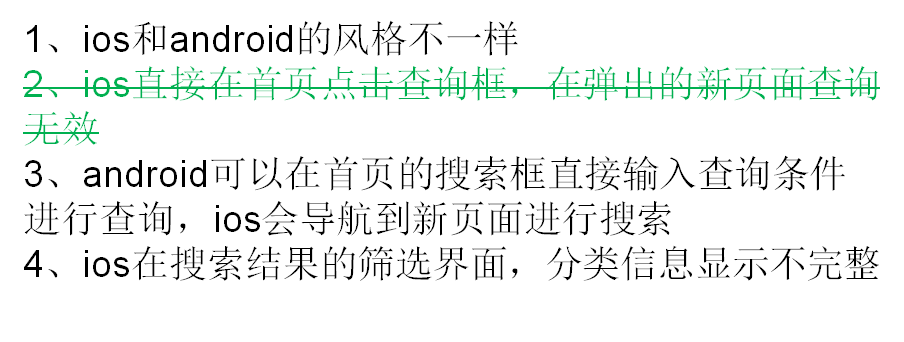 1、ios和android的风格不一样
2、ios直接在首页点击查询框，在弹出的新页面查询
无效
3、android可以在首页的搜索框直接输入查询条件
进行查询，ios会导航到新页面进行搜索
4、ios在搜索结果的筛选界面，分类信息显示不完整